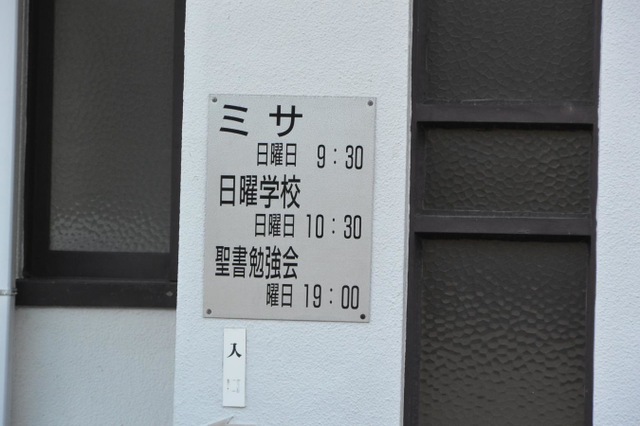 ミサ
日曜日 9:30
日曜学校
日曜日 10:30
聖書勉強会
曜日 19:00
入